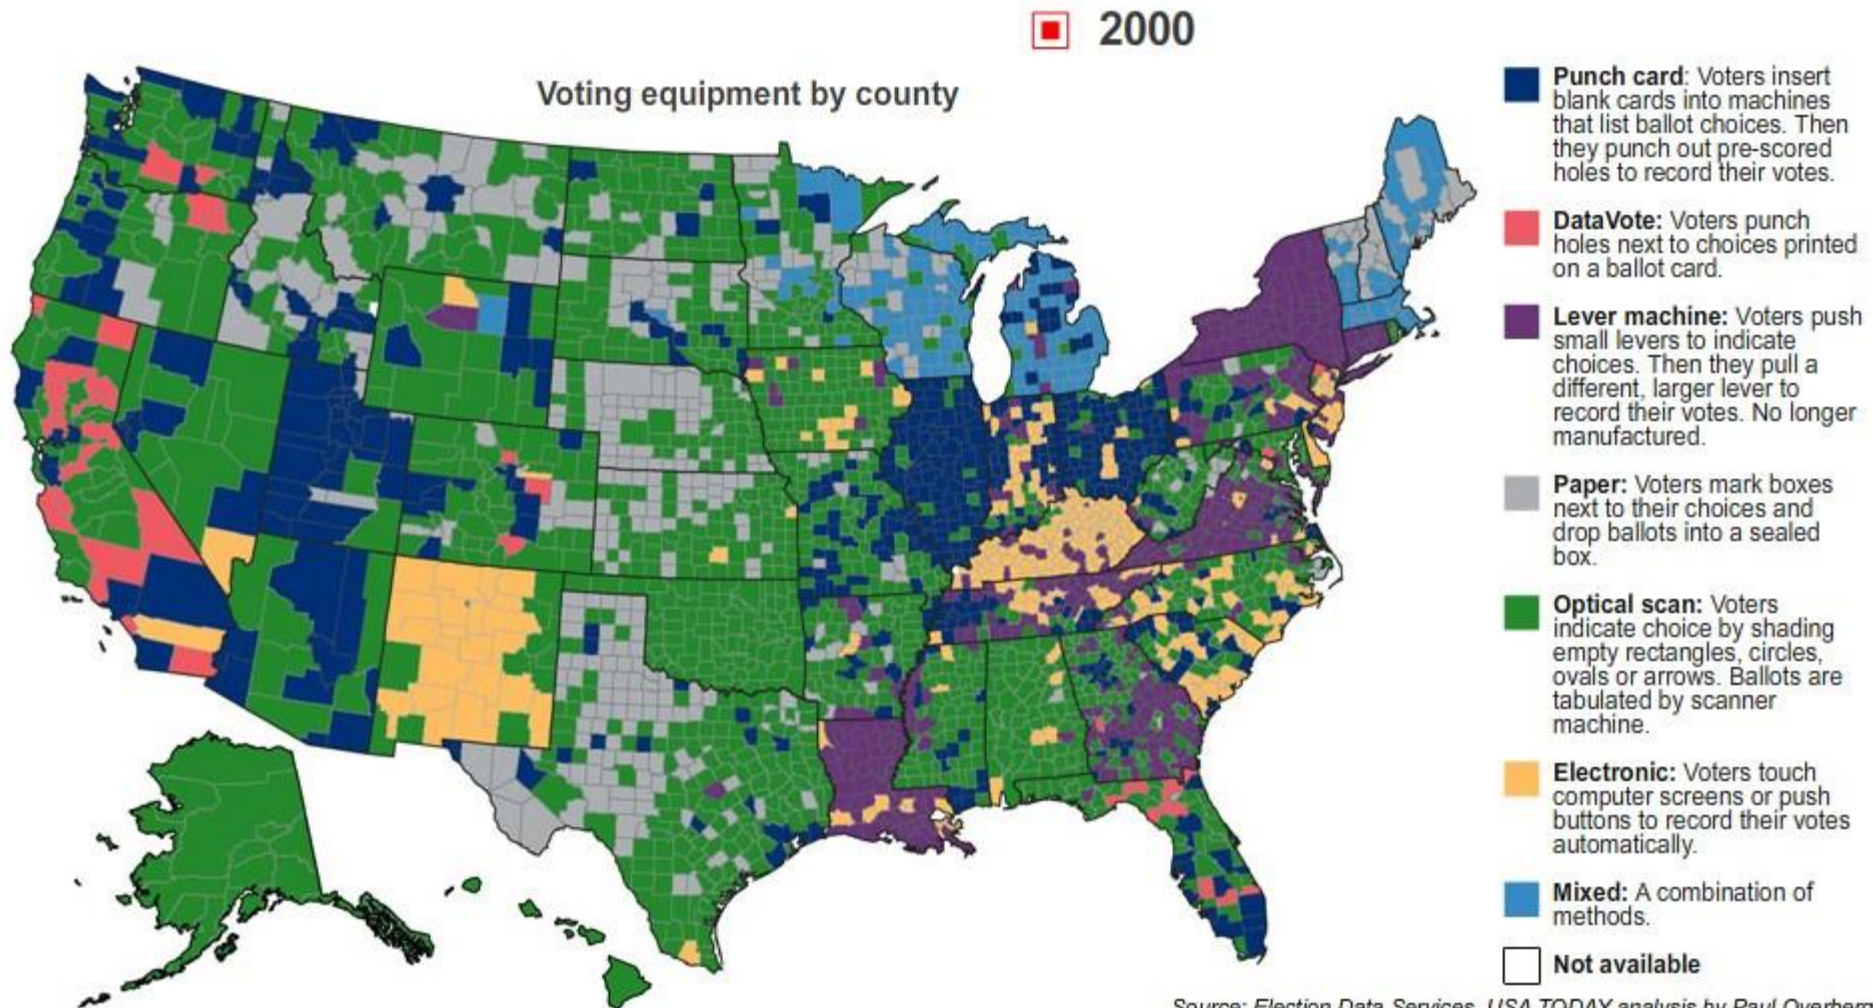 2000
Voting equipment by county
Punch card: Voters insert
blank cards into machines
that list ballot choices. Then
they punch out pre-scored
holes to record their votes.
DataVote: Voters punch
holes next to choices printed
on a ballot card.
Lever machine: Voters push
small levers to indicate
choices. Then they pull a
different, larger lever to
record their votes. No longer
manufactured.
Paper: Voters mark boxes
next to their choices and
drop ballots into a sealed
box.
Optical scan: Voters
indicate choice by shading
empty rectangles, circles,
ovals or arrows. Ballots are
tabulated by scanner
machine.
Electronic: Voters touch
computer screens or push
buttons to record their votes
automatically.
Mixed: A combination of
methods.
Not available
Source: Election Data Services, USA TODAY analysis by Paul Overberg